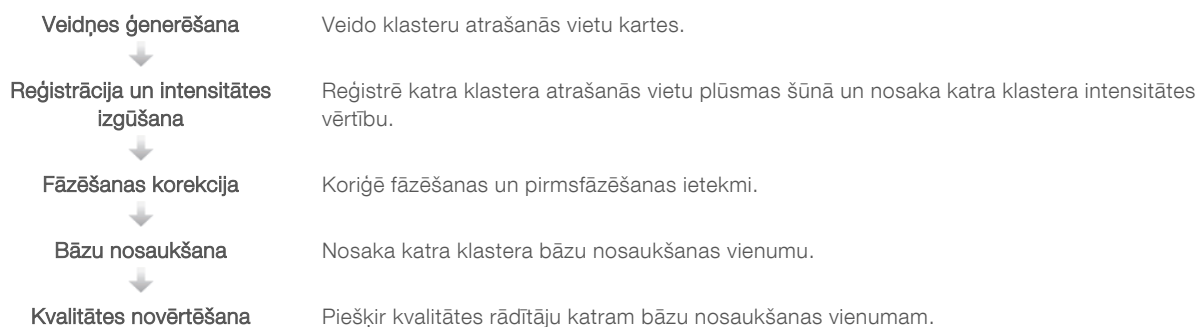 Veidņes ģenerēšana
Veido klasteru atrašanās vietu kartes.
Reģistrācija un intensitātes
izgūšana
Reģistrē katra klastera atrašanās vietu plūsmas šūnā un nosaka katra klastera intensitātes
vērtību.
Fāzēšanas korekcija
Koriģē fāzēšanas un pirmsfāzēšanas ietekmi.
Bāzu nosaukšana
Nosaka katra klastera bāzu nosaukšanas vienumu.
Kvalitātes novērtēšana
Piešķir kvalitātes rādītāju katram bāzu nosaukšanas vienumam.